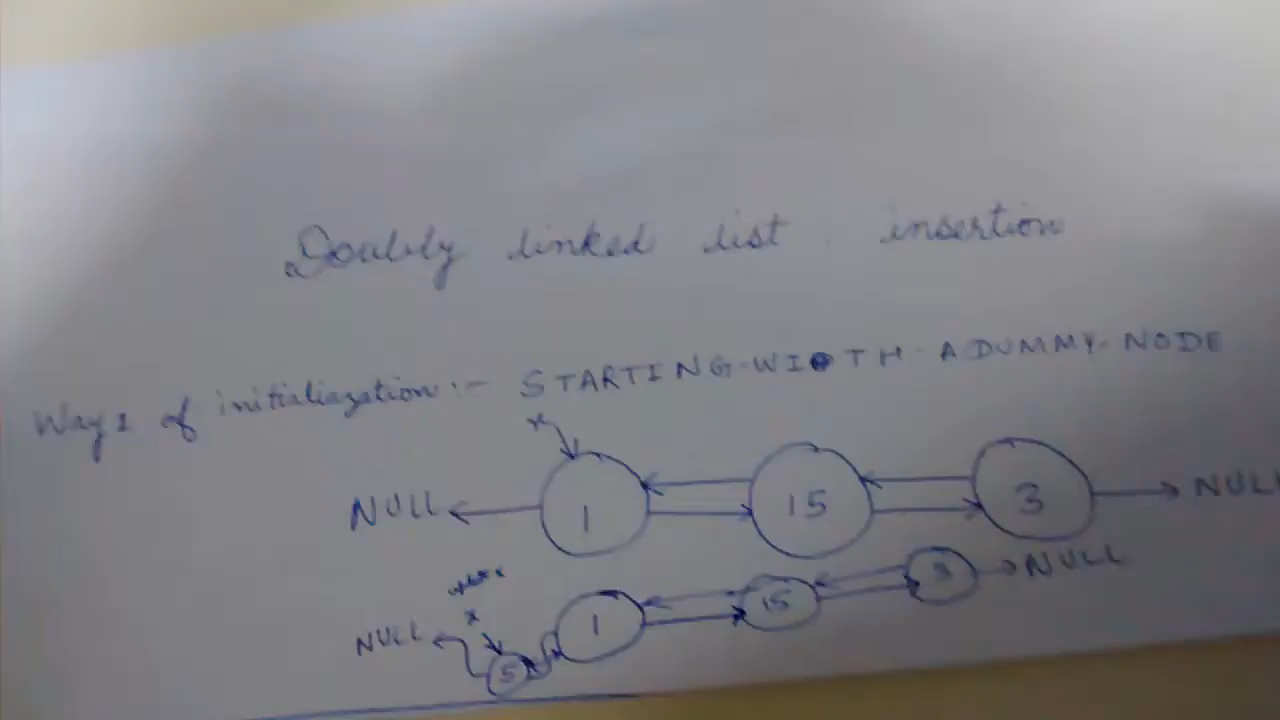 Doubly linked list insertion
Ways of initialization:- STARTING-WITH-A DUMMY-NODE
x
NULL 1 15 3 NULL
x
NULL 5 1 15 3 NULL